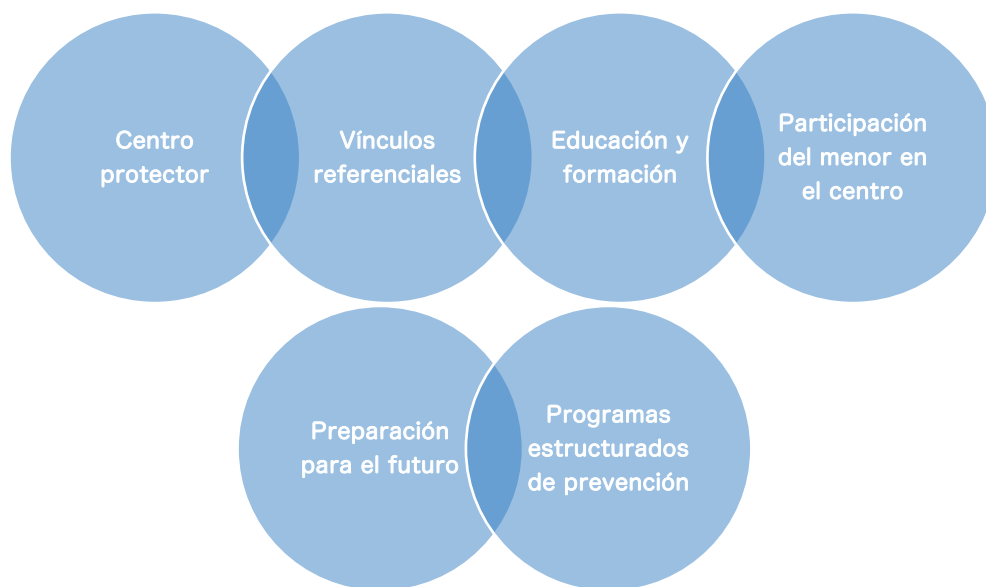 Centro
protector
Vínculos
referenciales
Educación y
formación
Participación
del menor en
el centro
Preparación
para el futuro
Programas
estructurados
de prevención